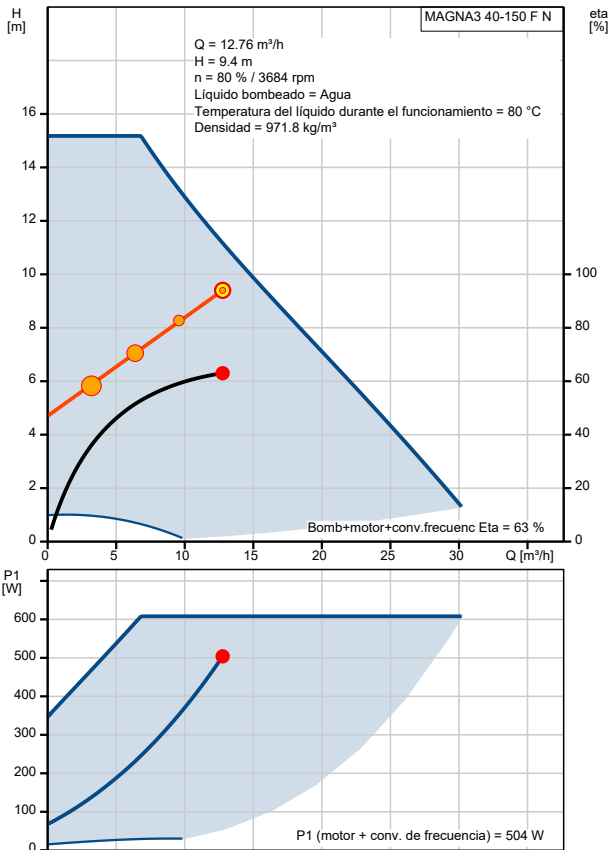 H
[m]
MAGNA3 40-150 F N
eta
[%]
Q = 12.76 m³/h
H = 9.4 m
n = 80 % / 3684 rpm
Líquido bombeado = Agua
Temperatura del líquido durante el funcionamiento = 80 °C
Densidad = 971.8 kg/m³
16
14
12
10
100
8
80
6
60
4
40
2
20
Bomb+motor+conv.frecuenc Eta = 63 %
0
0
0
5
10
15
20
25
30
Q [m³/h]
P1
[W]
600
500
400
300
200
100
P1 (motor + conv. de frecuencia) = 504 W
0